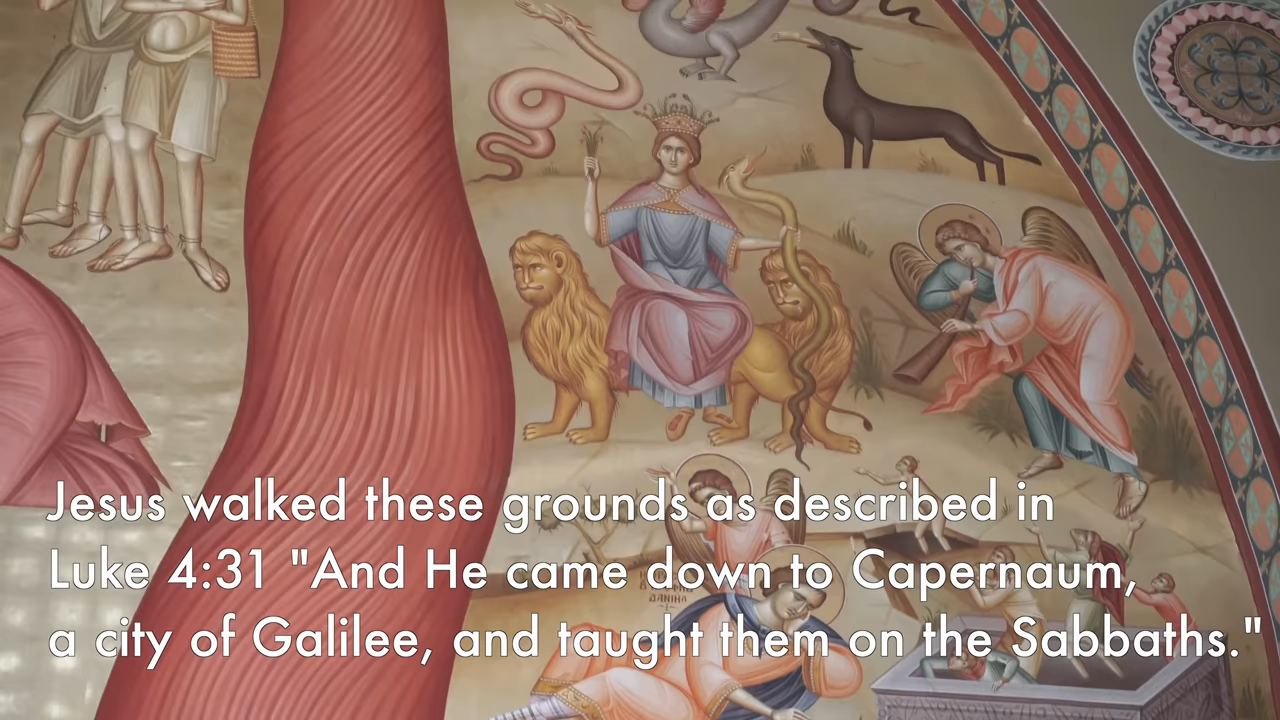 Jesus walked these grounds as described in
Luke 4:31 "And He came down to Capernaum,
a city of Galilee, and taught them on the Sabbaths."
ΔΑΝΙΗΛ